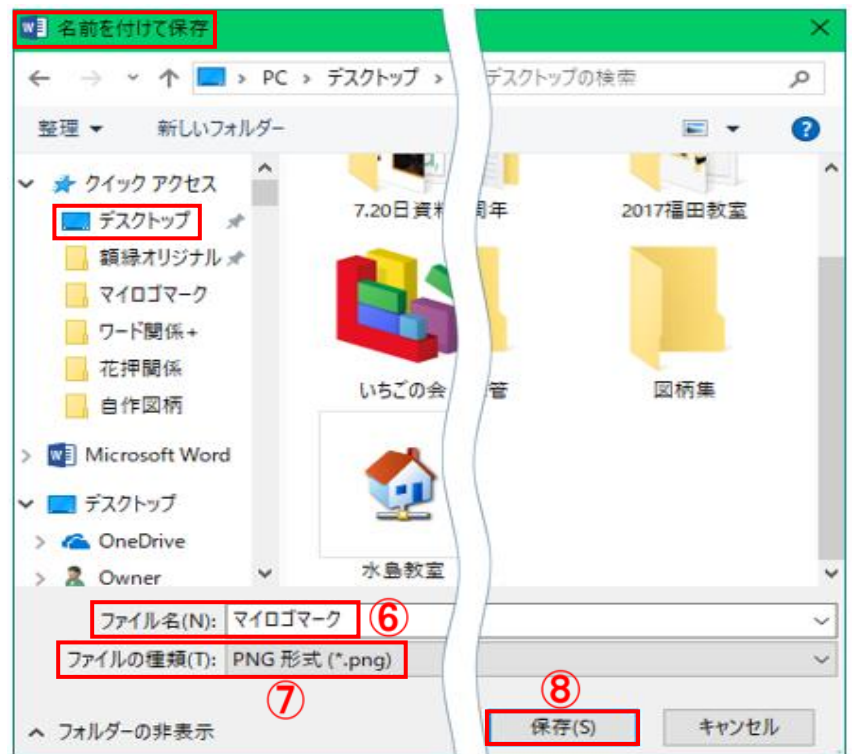 名前を付けて保存
PC > デスクトップ > デスクトップの検索
整理 新しいフォルダー
クイック アクセス
デスクトップ
額縁オリジナル
マイロゴマーク
ワード関係+
花押関係
自作図柄
Microsoft Word
デスクトップ
OneDrive
Owner
7.20日資料 周年
2017福田教室
いちごの会 管
図柄集
水島教室
ファイル名(N): マイロゴマーク ⑥
ファイルの種類(T): PNG 形式 (*.png)
⑦
⑧
フォルダーの非表示 保存(S) キャンセル